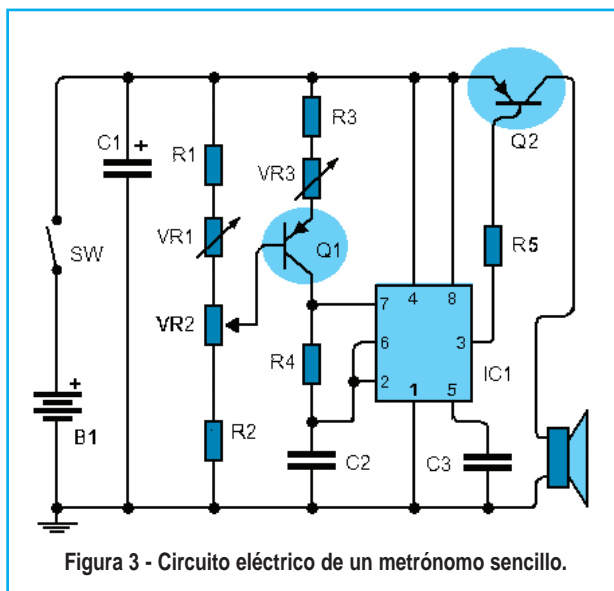 C1
+
R1
R3
VR3
Q2
SW
VR1
Q1
R5
VR2
7
4
8
6
3
R4
2
1
5
IC1
+
B1
R2
C2
C3
Figura 3 - Circuito eléctrico de un metrónomo sencillo.